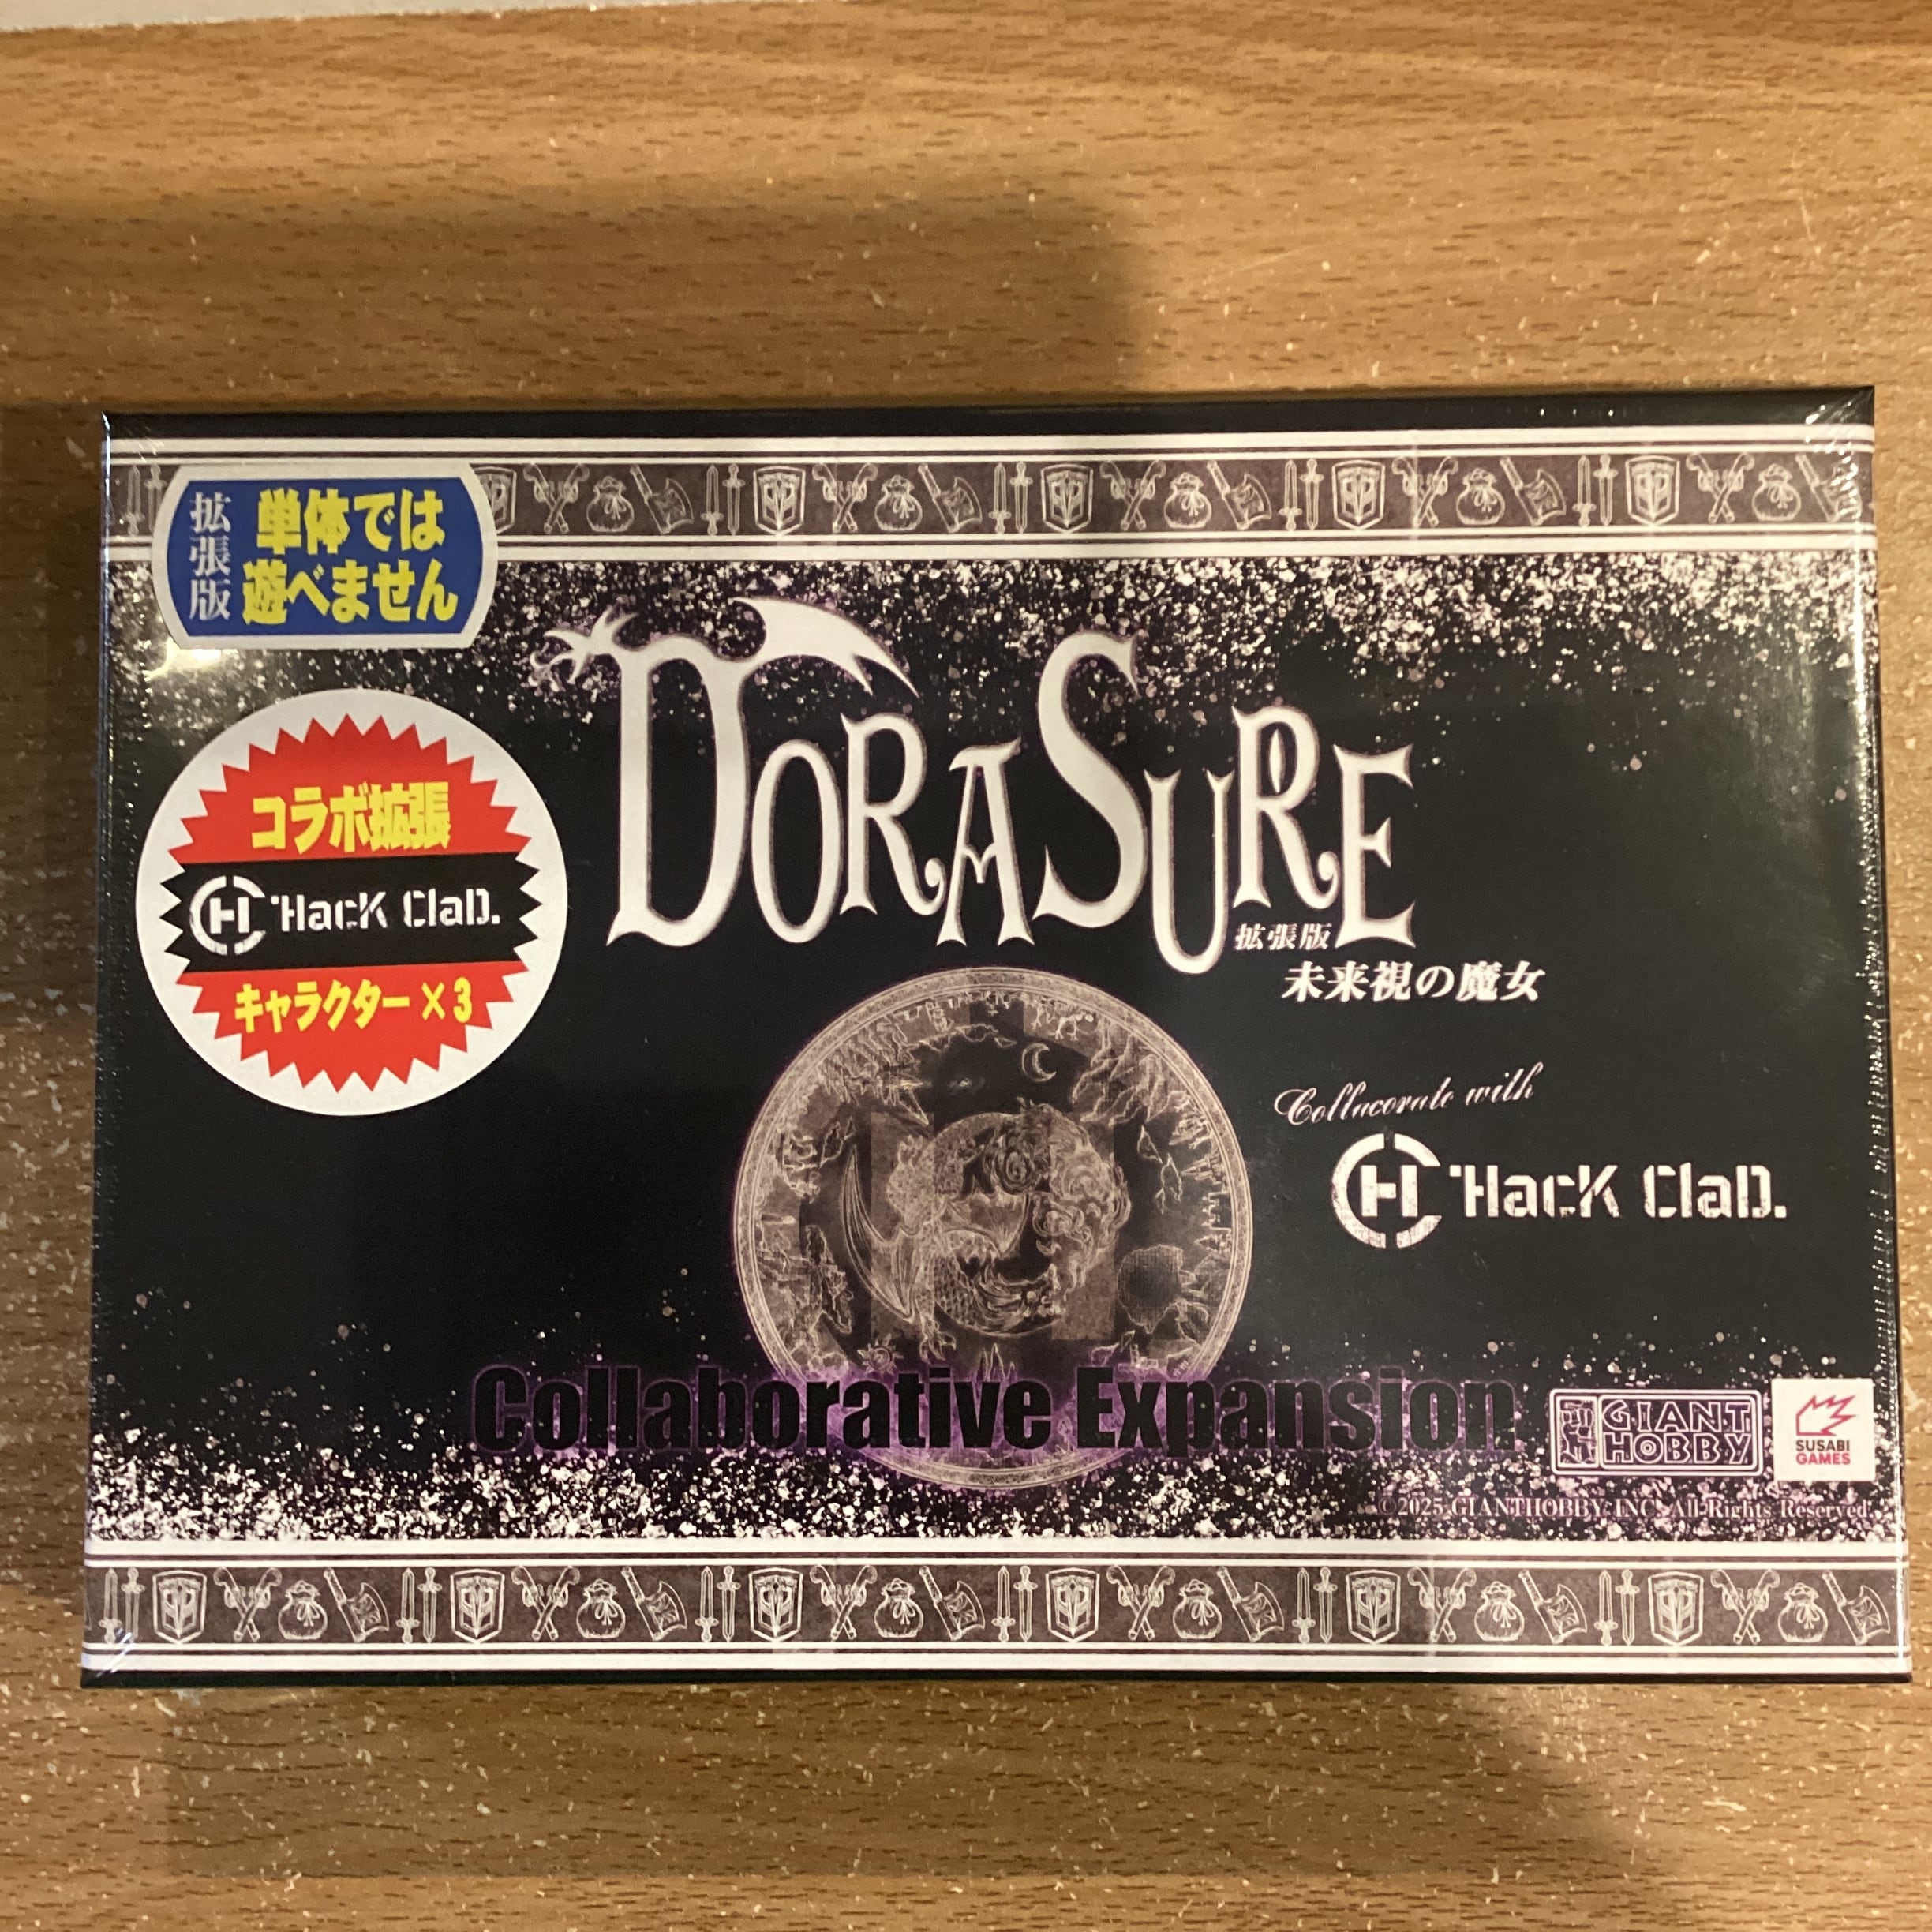 拡張版
単体では
遊べません
コラボ拡張
HacK ClaD.
キャラクター×3
DORASURE
拡張版
未来視の魔女
Collacorate with
HacK ClaD.
Collaborative Expansion
GIANT
HOBBY
SUSABI
GAMES
©2025 GIANTHOBBY, INC. All Rights Reserved.